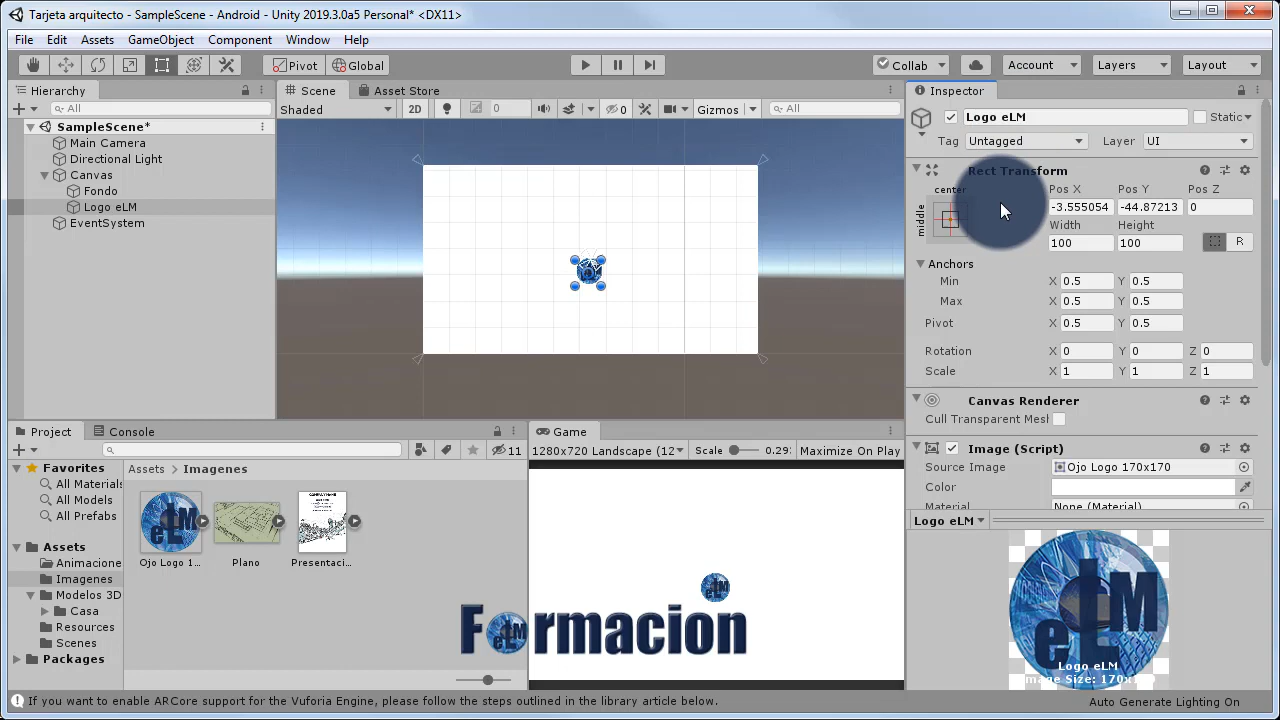 Tarjeta arquitecto - SampleScene - Android - Unity 2019.3.0a5 Personal* <DX11>
File Edit Assets GameObject Component Window Help
Pivot Global Collab Account Layers Layout
Hierarchy
All
SampleScene*
Main Camera
Directional Light
Canvas
Fondo
Logo eLM
EventSystem
Scene Asset Store
Shaded 2D 0 0 Gizmos All
Inspector
Logo eLM Static
Tag Untagged Layer UI
Rect Transform
center
middle
Pos X Pos Y Pos Z
-3.555054 -44.87213 0
Width Height
100 100 R
Anchors
Min X 0.5 Y 0.5
Max X 0.5 Y 0.5
Pivot X 0.5 Y 0.5
Rotation X 0 Y 0 Z 0
Scale X 1 Y 1 Z 1
Canvas Renderer
Cull Transparent Mesh
Image (Script)
Source Image Ojo Logo 170x170
Color
Material None (Material)
Logo eLM
eLM
Logo eLM
Image Size: 170x170
Project Console
11
Favorites
All Materials
All Models
All Prefabs
Assets
Animacione
Imagenes
Modelos 3D
Casa
Resources
Scenes
Packages
Assets > Imagenes
eLM
Ojo Logo 1... Plano Presentaci...
Game
1280x720 Landscape (12 Scale 0.29 Maximize On Play
eLM
Formacion
If you want to enable ARCore support for the Vuforia Engine, please follow the steps outlined in the library article below.
Auto Generate Lighting On